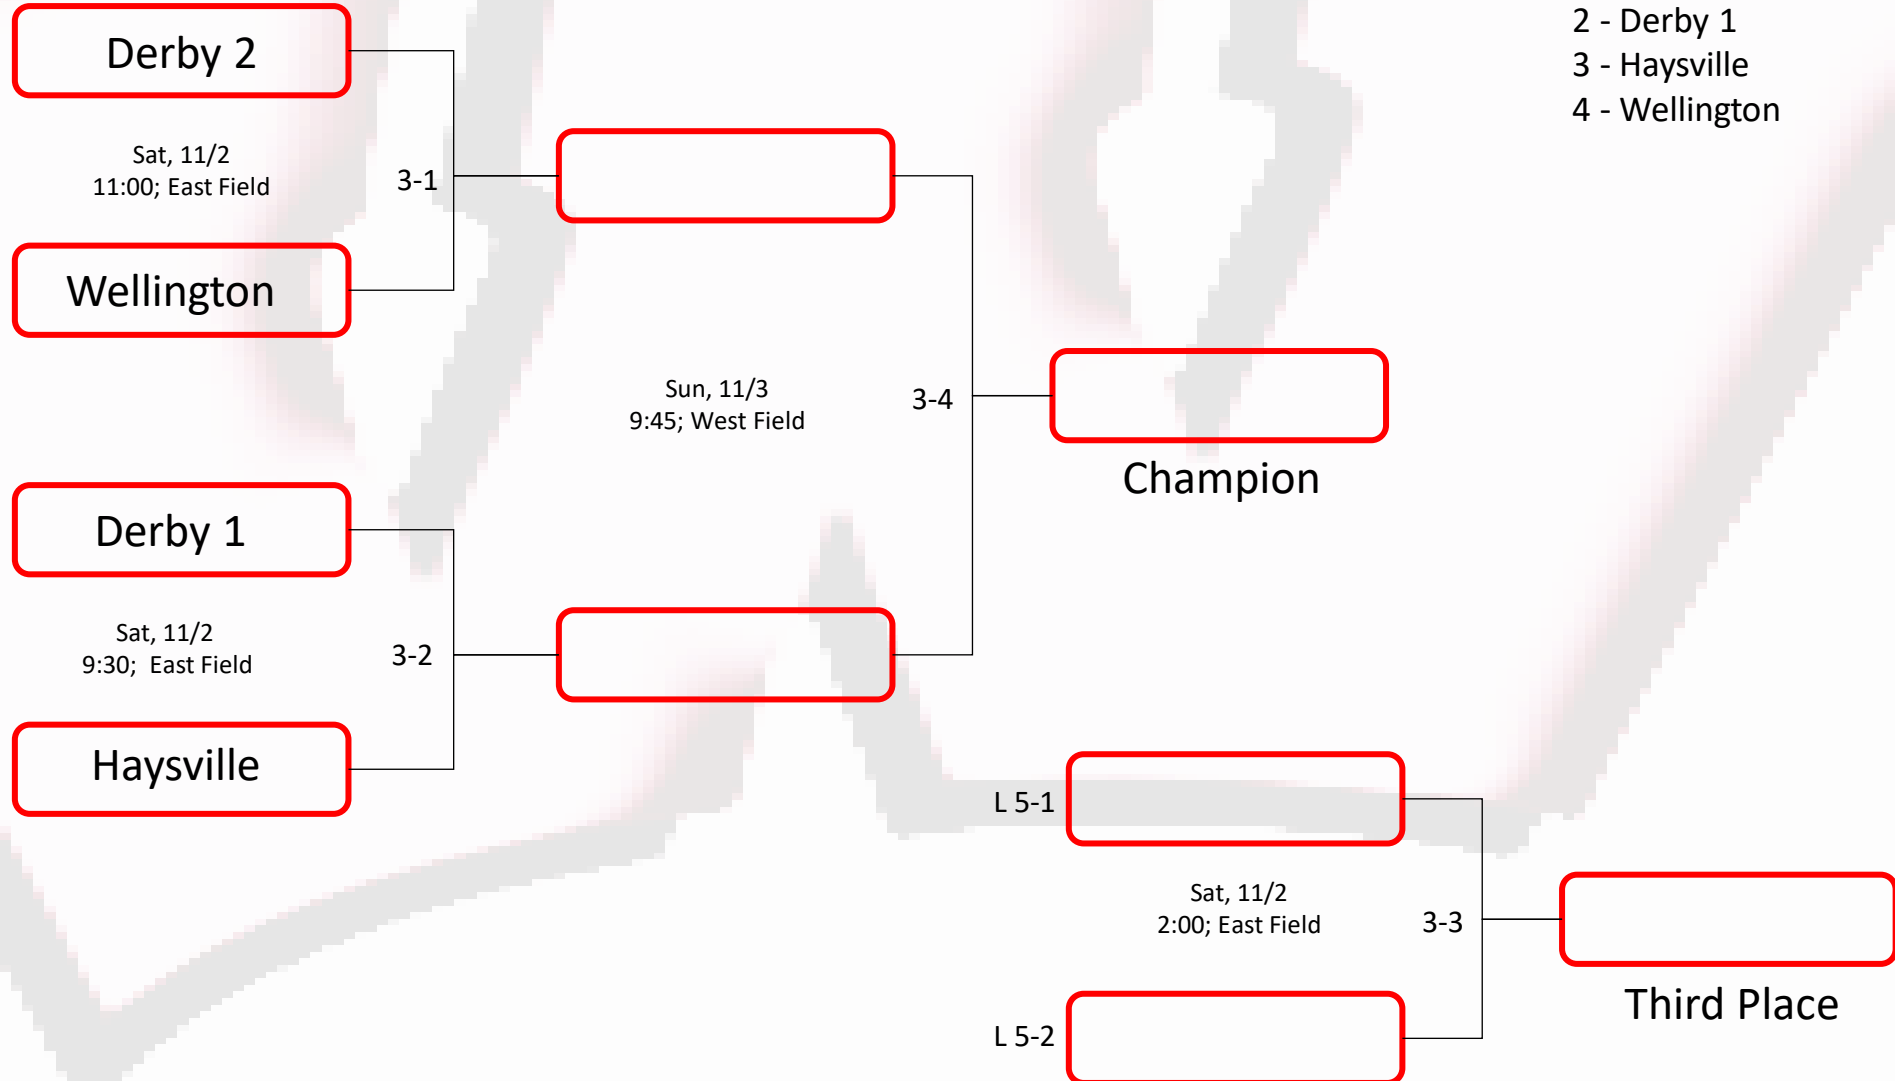 2 - Derby 1
3 - Haysville
4 - Wellington
Derby 2
Sat, 11/2
11:00; East Field
3-1
Wellington
Sun, 11/3
9:45; West Field
3-4
Champion
Derby 1
Sat, 11/2
9:30;  East Field
3-2
Haysville
L 5-1
Sat, 11/2
2:00; East Field
3-3
Third Place
L 5-2